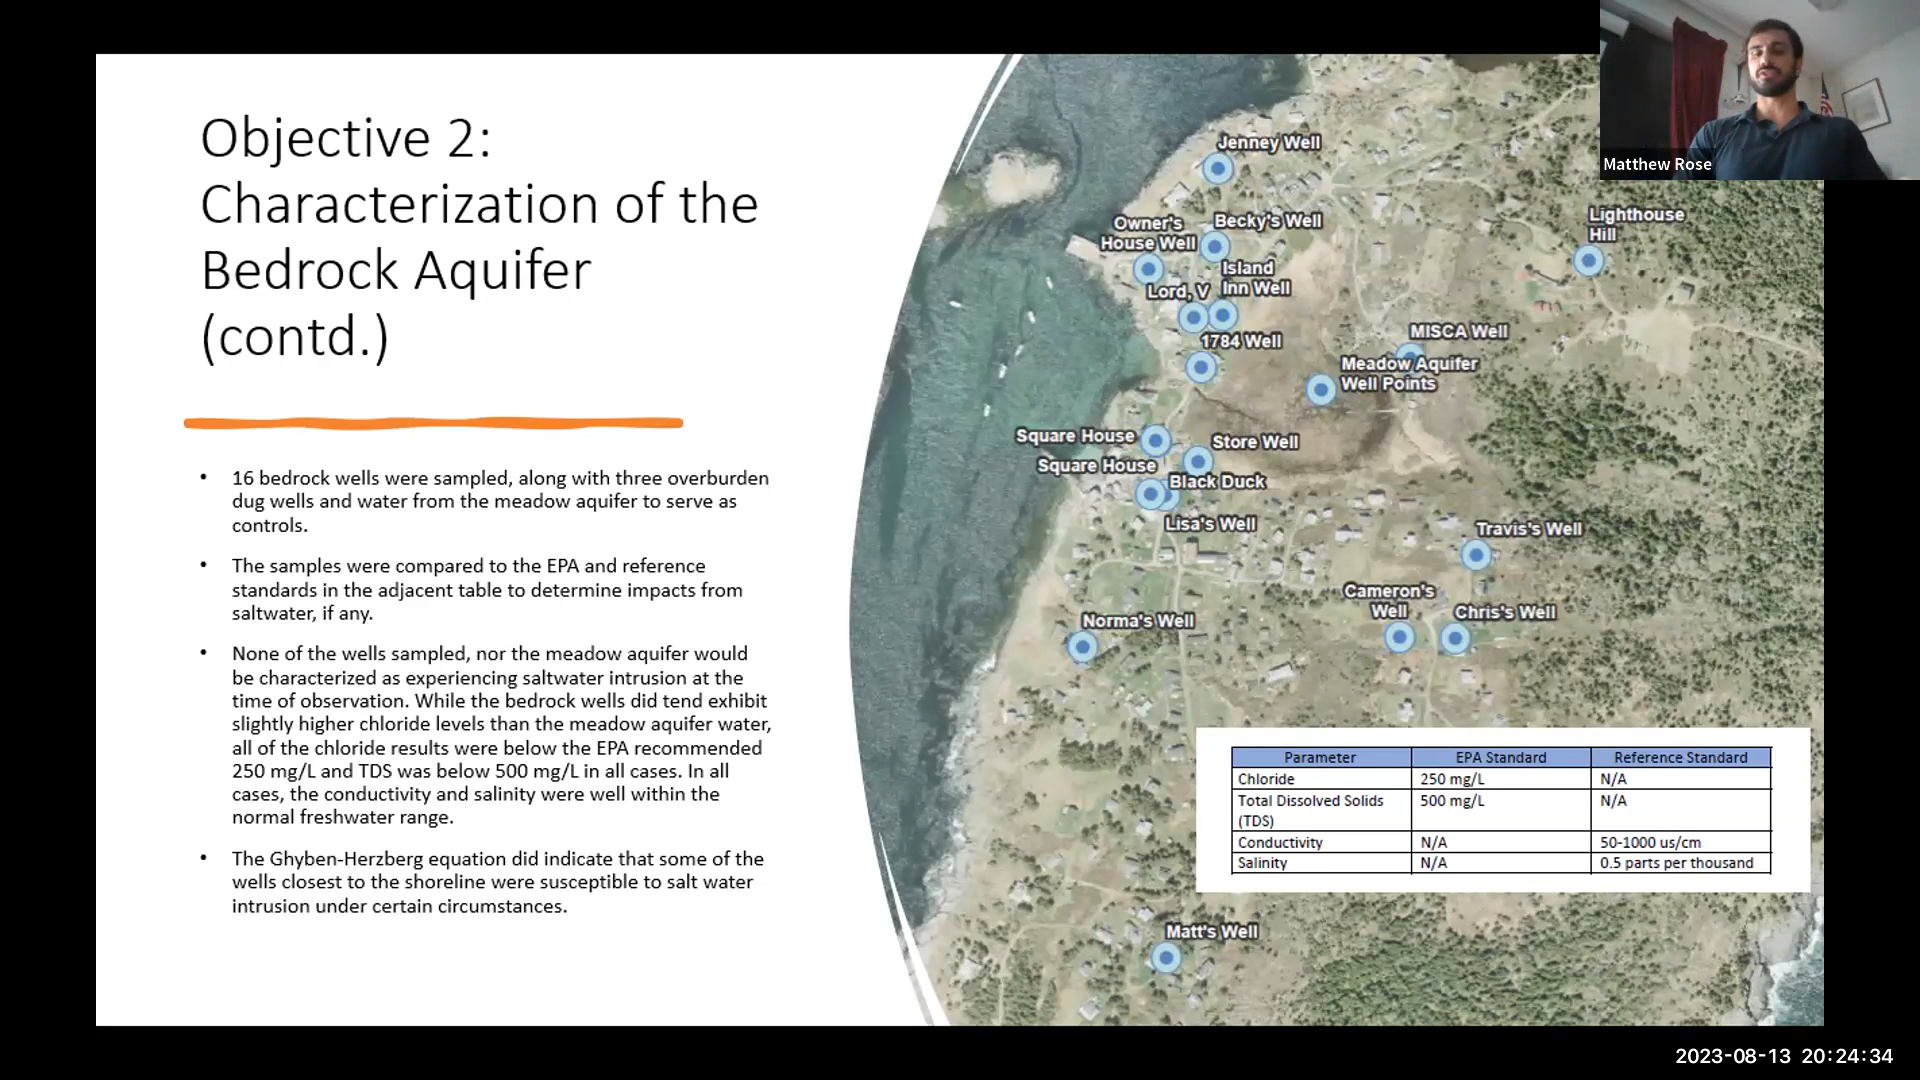 Objective 2:
Characterization of the
Bedrock Aquifer
(contd.)
• 16 bedrock wells were sampled, along with three overburden
dug wells and water from the meadow aquifer to serve as
controls.
• The samples were compared to the EPA and reference
standards in the adjacent table to determine impacts from
saltwater, if any.
• None of the wells sampled, nor the meadow aquifer would
be characterized as experiencing saltwater intrusion at the
time of observation. While the bedrock wells did tend exhibit
slightly higher chloride levels than the meadow aquifer water,
all of the chloride results were below the EPA recommended
250 mg/L and TDS was below 500 mg/L in all cases. In all
cases, the conductivity and salinity were well within the
normal freshwater range.
• The Ghyben-Herzberg equation did indicate that some of the
wells closest to the shoreline were susceptible to salt water
intrusion under certain circumstances.
Matthew Rose
Jenney Well
Owner's
House Well
Becky's Well
Lighthouse
Hill
Island
Inn Well
Lord, V
1784 Well
MISCA Well
Meadow Aquifer
Well Points
Square House
Store Well
Square House
Black Duck
Lisa's Well
Travis's Well
Cameron's
Well
Chris's Well
Norma's Well
Parameter EPA Standard Reference Standard
Chloride 250 mg/L N/A
Total Dissolved Solids 500 mg/L N/A
(TDS)
Conductivity N/A 50-1000 us/cm
Salinity N/A 0.5 parts per thousand
Matt's Well
2023-08-13 20:24:34